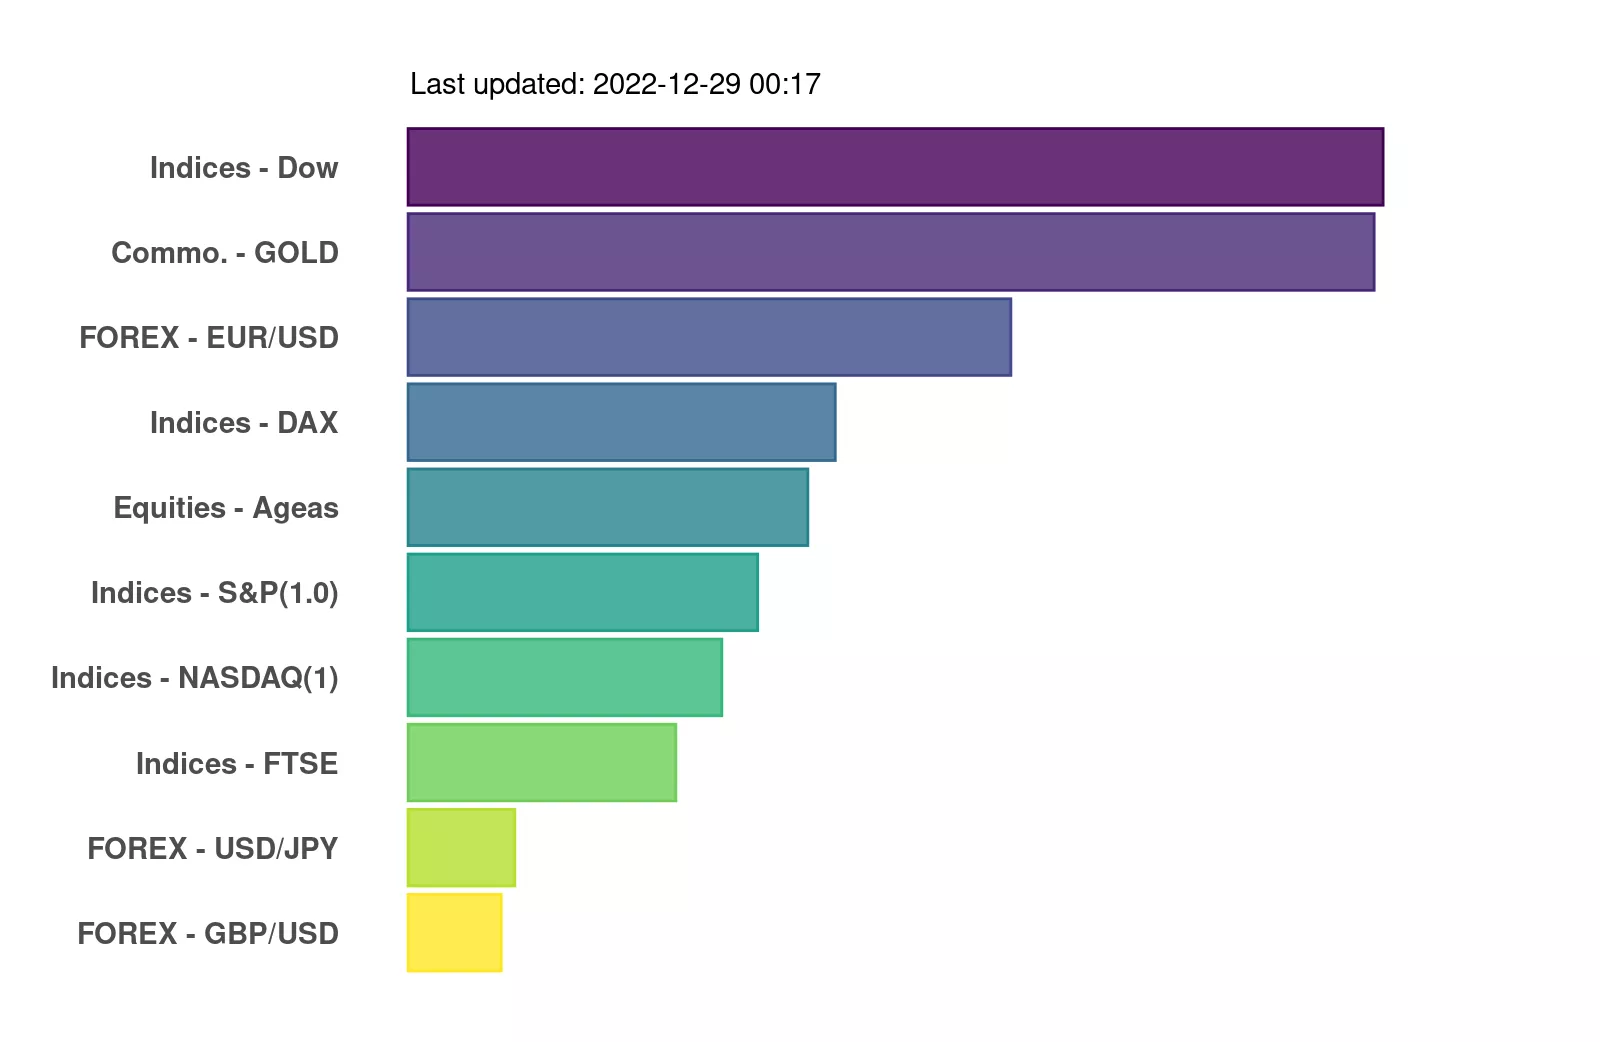 Last updated: 2022-12-29 00:17
Indices - Dow
Commo. - GOLD
FOREX - EUR/USD
Indices - DAX
Equities - Ageas
Indices - S&P(1.0)
Indices - NASDAQ(1)
Indices - FTSE
FOREX - USD/JPY
FOREX - GBP/USD